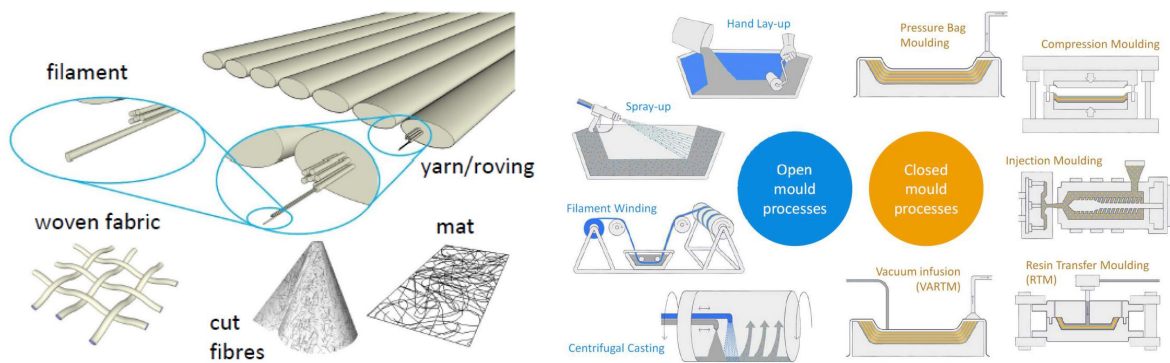 filament
yarn/roving
woven fabric
mat
cut
fibres
Hand Lay-up
Spray-up
Filament Winding
Centrifugal Casting
Open
mould
processes
Closed
mould
processes
Pressure Bag
Moulding
Compression Moulding
Injection Moulding
Vacuum infusion
(VARTM)
Resin Transfer Moulding
(RTM)